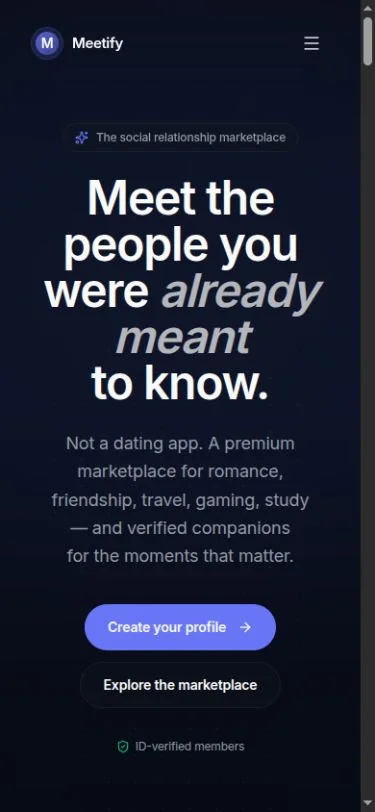 M Meetify
The social relationship marketplace
Meet the
people you
were already
meant
to know.
Not a dating app. A premium
marketplace for romance,
friendship, travel, gaming, study
— and verified companions
for the moments that matter.
Create your profile →
Explore the marketplace
ID-verified members